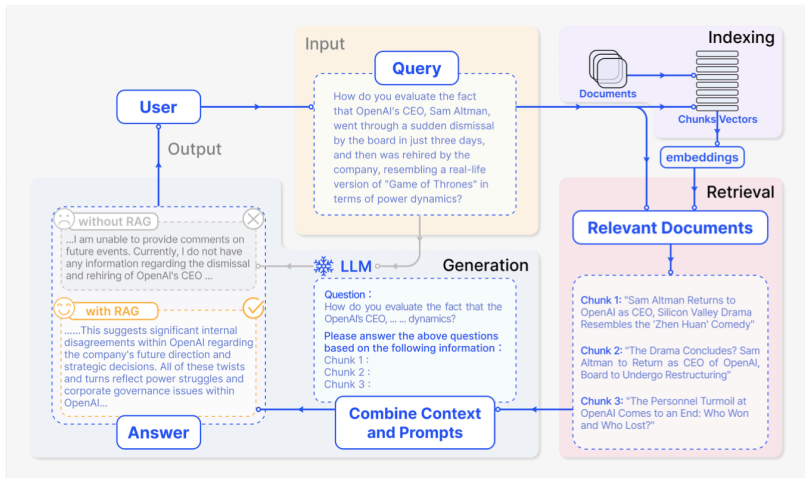 Input
Query
How do you evaluate the fact
that OpenAI's CEO, Sam Altman,
went through a sudden dismissal
by the board in just three days,
and then was rehired by the
company, resembling a real-life
version of "Game of Thrones" in
terms of power dynamics?
Indexing
Documents
Chunks
Vectors
embeddings
User
Output
Retrieval
Relevant Documents
Chunk 1: "Sam Altman Returns to
OpenAI as CEO, Silicon Valley Drama
Resembles the 'Zhen Huan' Comedy"
Chunk 2: "The Drama Concludes? Sam
Altman to Return as CEO of OpenAI,
Board to Undergo Restructuring"
Chunk 3: "The Personnel Turmoil at
OpenAI Comes to an End: Who Won
and Who Lost?"
without RAG
...I am unable to provide comments on
future events. Currently, I do not have
any information regarding the dismissal
and rehiring of OpenAI's CEO ...
with RAG
......This suggests significant internal
disagreements within OpenAI regarding
the company's future direction and
strategic decisions. All of these twists
and turns reflect power struggles and
corporate governance issues within
OpenAI...
Answer
LLM
Generation
Question :
How do you evaluate the fact that the
OpenAI's CEO, ... ... dynamics?
Please answer the above questions
based on the following information :
Chunk 1 :
Chunk 2 :
Chunk 3 :
Combine Context
and Prompts